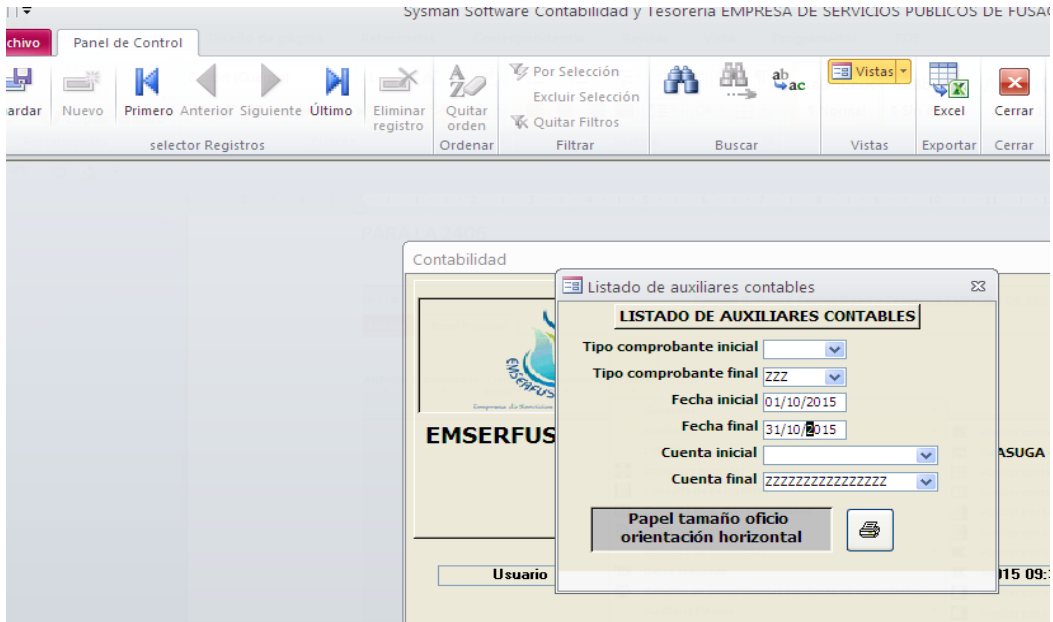 Sysman Software Contabilidad y Tesoreria EMPRESA DE SERVICIOS PUBLICOS DE FUSAG
chivo Panel de Control
ardar Nuevo Primero Anterior Siguiente Último Eliminar registro Quitar orden Por Selección ab ac Vistas Excel Cerrar
Excluir Selección
Quitar Filtros
selector Registros Ordenar Filtrar Buscar Vistas Exportar Cerrar
Contabilidad
Listado de auxiliares contables
LISTADO DE AUXILIARES CONTABLES
Tipo comprobante inicial
Tipo comprobante final ZZZ
Fecha inicial 01/10/2015
Fecha final 31/10/2015
Cuenta inicial
Cuenta final ZZZZZZZZZZZZZZZZ
EMSERFUS
ASUGA
Papel tamaño oficio
orientación horizontal
Usuario
015 09: